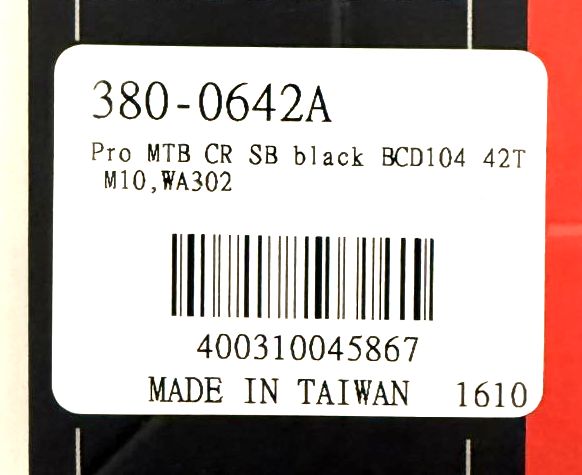 380-0642A
Pro MTB CR SB black BCD104 42T
M10,WA302
400310045867
MADE IN TAIWAN 1610